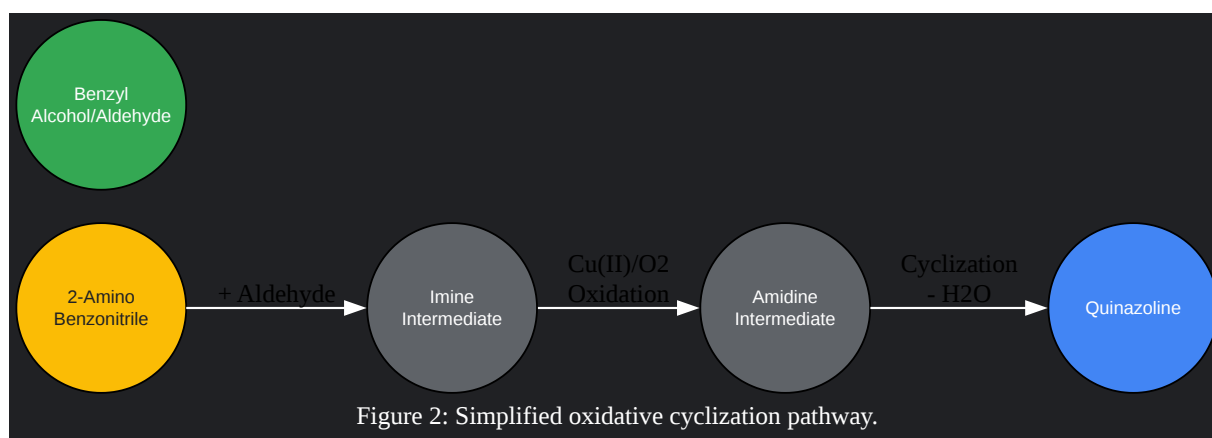 Benzyl
Alcohol/Aldehyde
2-Amino
Benzonitrile
+ Aldehyde
Imine
Intermediate
Cu(II)/O2
Oxidation
Amidine
Intermediate
Cyclization
- H2O
Quinazoline
Figure 2: Simplified oxidative cyclization pathway.